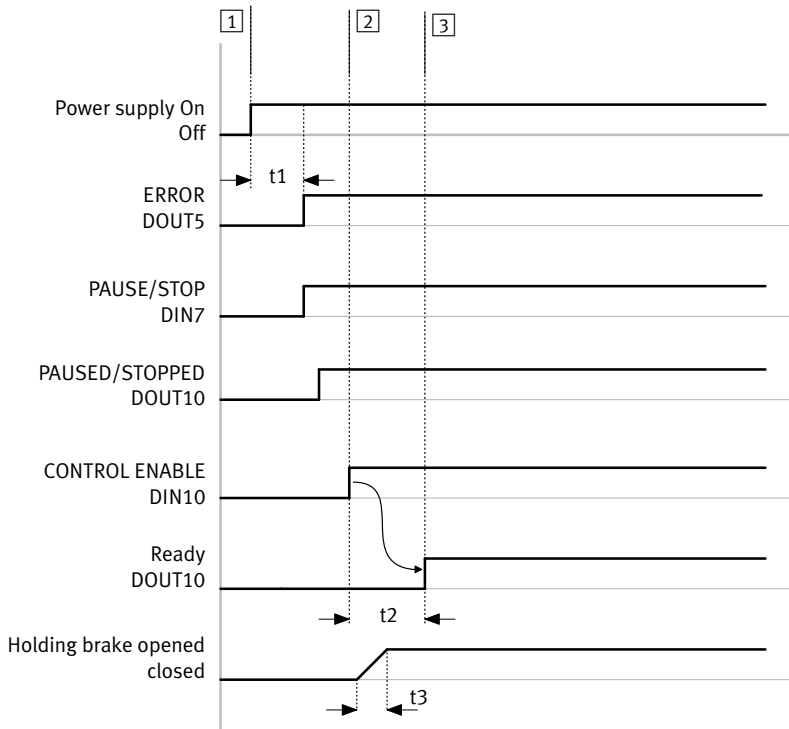 1 2 3
Power supply On
Off
t1
ERROR
DOUT5
PAUSE/STOP
DIN7
PAUSED/STOPPED
DOUT10
CONTROL ENABLE
DIN10
Ready
DOUT10
t2
Holding brake opened
closed
t3